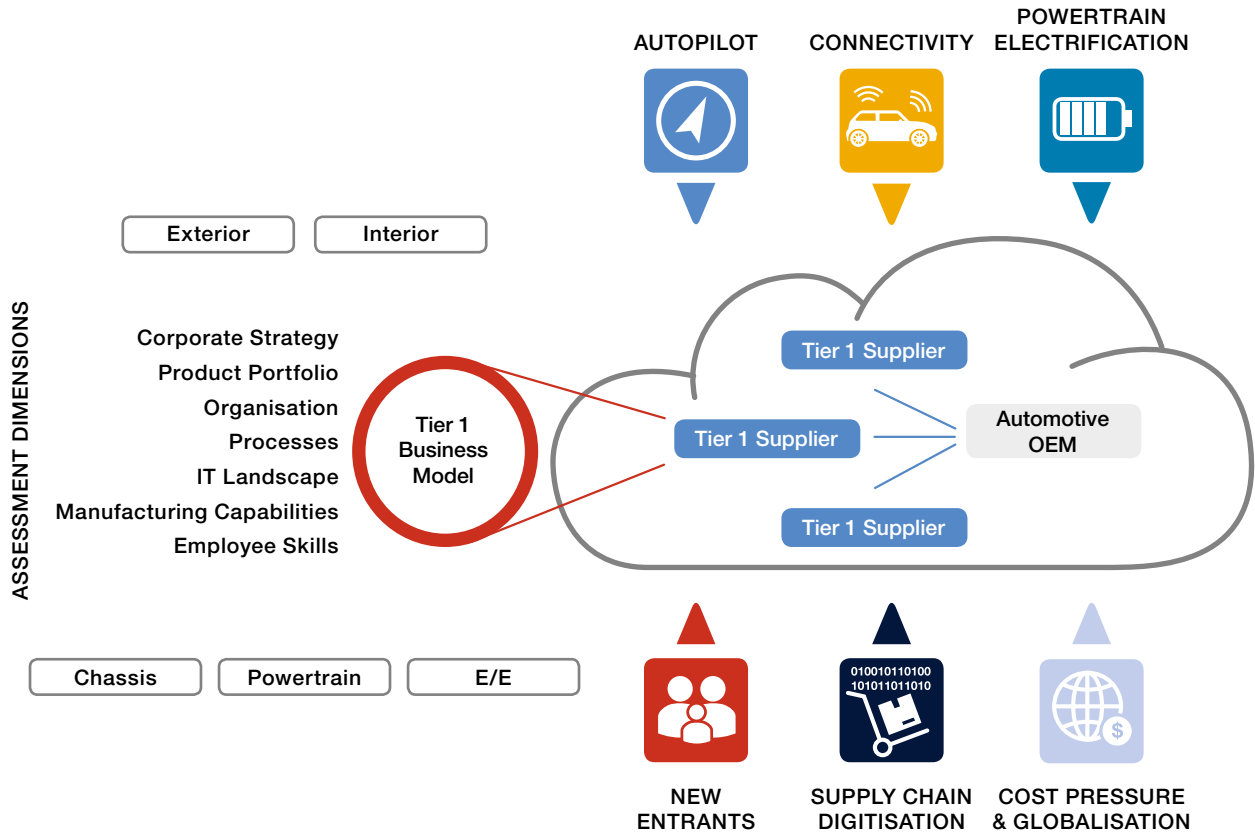 AUTOPILOT
CONNECTIVITY
POWERTRAIN
ELECTRIFICATION
Exterior
Interior
ASSESSMENT DIMENSIONS
Corporate Strategy
Product Portfolio
Organisation
Processes
IT Landscape
Manufacturing Capabilities
Employee Skills
Tier 1
Business
Model
Tier 1 Supplier
Tier 1 Supplier
Tier 1 Supplier
Automotive
OEM
Chassis
Powertrain
E/E
010010110100
101011011010
$
NEW
ENTRANTS
SUPPLY CHAIN
DIGITISATION
COST PRESSURE
& GLOBALISATION